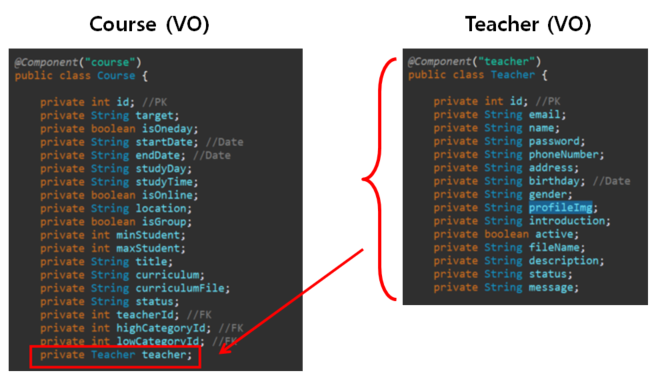 Course (VO)
@Component("course")
public class Course {
private int id; //PK
private String target;
private boolean isOneday;
private String startDate; //Date
private String endDate; //Date
private String studyDay;
private String studyTime;
private boolean isOnline;
private String location;
private boolean isGroup;
private int minStudent;
private int maxStudent;
private String title;
private String curriculum;
private String curriculumFile;
private String status;
private int teacherId; //FK
private int highCategoryId; //FK
private int lowCategoryId; //FK
private Teacher teacher;
Teacher (VO)
@Component("teacher")
public class Teacher {
private int id; //PK
private String email;
private String name;
private String password;
private String phoneNumber;
private String address;
private String birthday; //Date
private String gender;
private String profileImg;
private String introduction;
private boolean active;
private String fileName;
private String description;
private String status;
private String message;